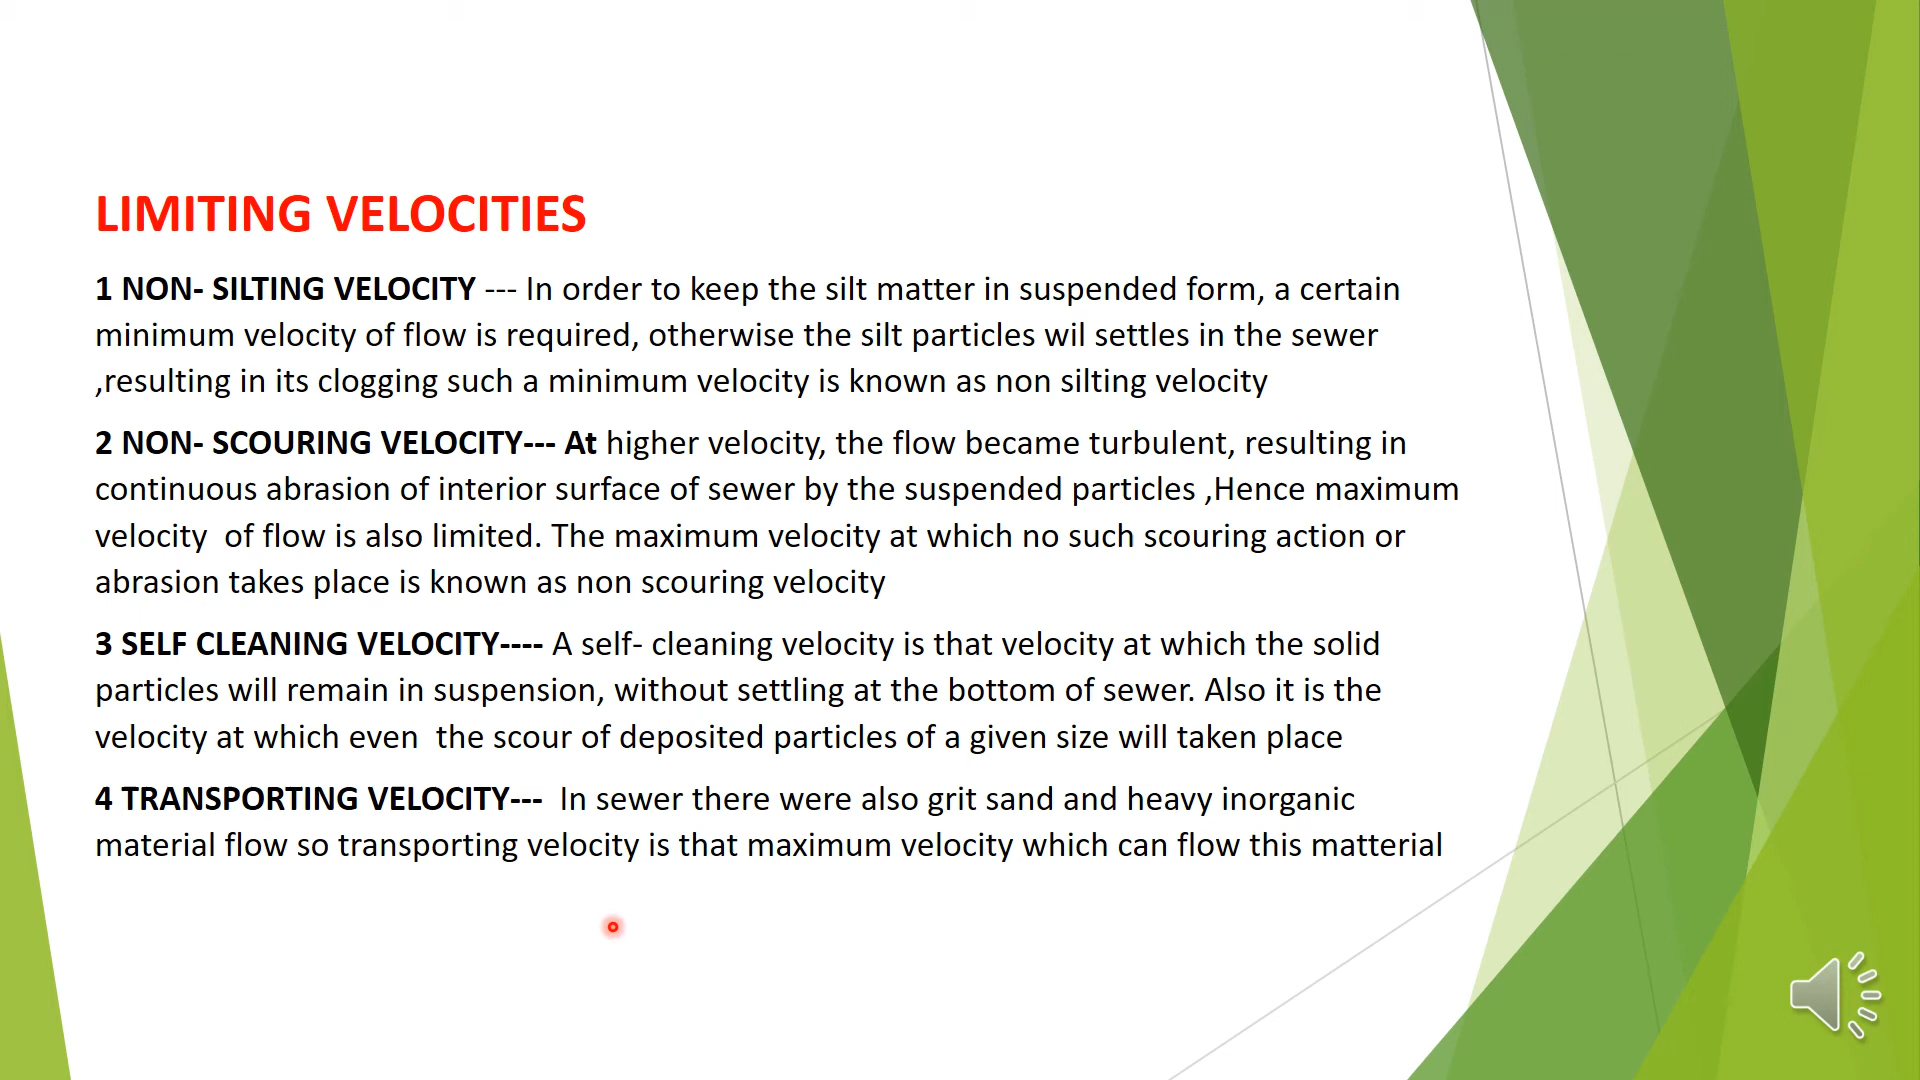 LIMITING VELOCITIES
1 NON- SILTING VELOCITY --- In order to keep the silt matter in suspended form, a certain
minimum velocity of flow is required, otherwise the silt particles wil settles in the sewer
,resulting in its clogging such a minimum velocity is known as non silting velocity
2 NON- SCOURING VELOCITY--- At higher velocity, the flow became turbulent, resulting in
continuous abrasion of interior surface of sewer by the suspended particles ,Hence maximum
velocity  of flow is also limited. The maximum velocity at which no such scouring action or
abrasion takes place is known as non scouring velocity
3 SELF CLEANING VELOCITY---- A self- cleaning velocity is that velocity at which the solid
particles will remain in suspension, without settling at the bottom of sewer. Also it is the
velocity at which even  the scour of deposited particles of a given size will taken place
4 TRANSPORTING VELOCITY---  In sewer there were also grit sand and heavy inorganic
material flow so transporting velocity is that maximum velocity which can flow this matterial